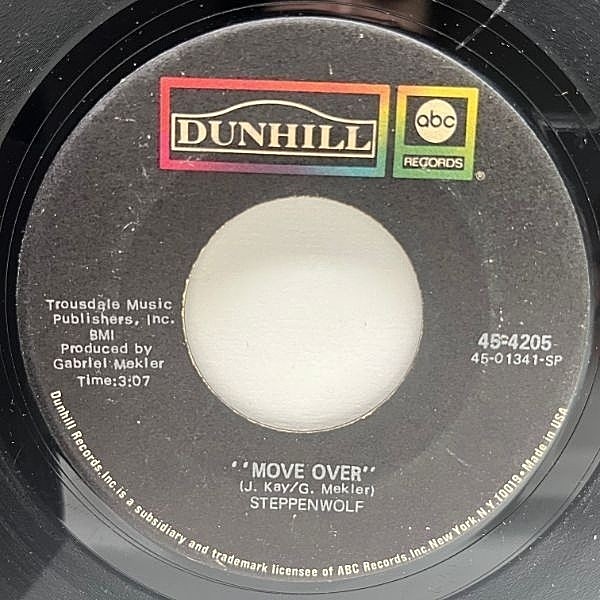 DUNHILL
abc
RECORDS
®
Trousdale Music
Publishers, Inc.
BMI
Produced by
Gabriel Mekler
Time:3:07
45-4205
45-01341-SP
"MOVE OVER"
(J. Kay/G. Mekler)
STEPPENWOLF
Dunhill Records, Inc. is a subsidiary and trademark licensee of ABC Records, Inc. New York, N.Y. 10019 • Made in USA